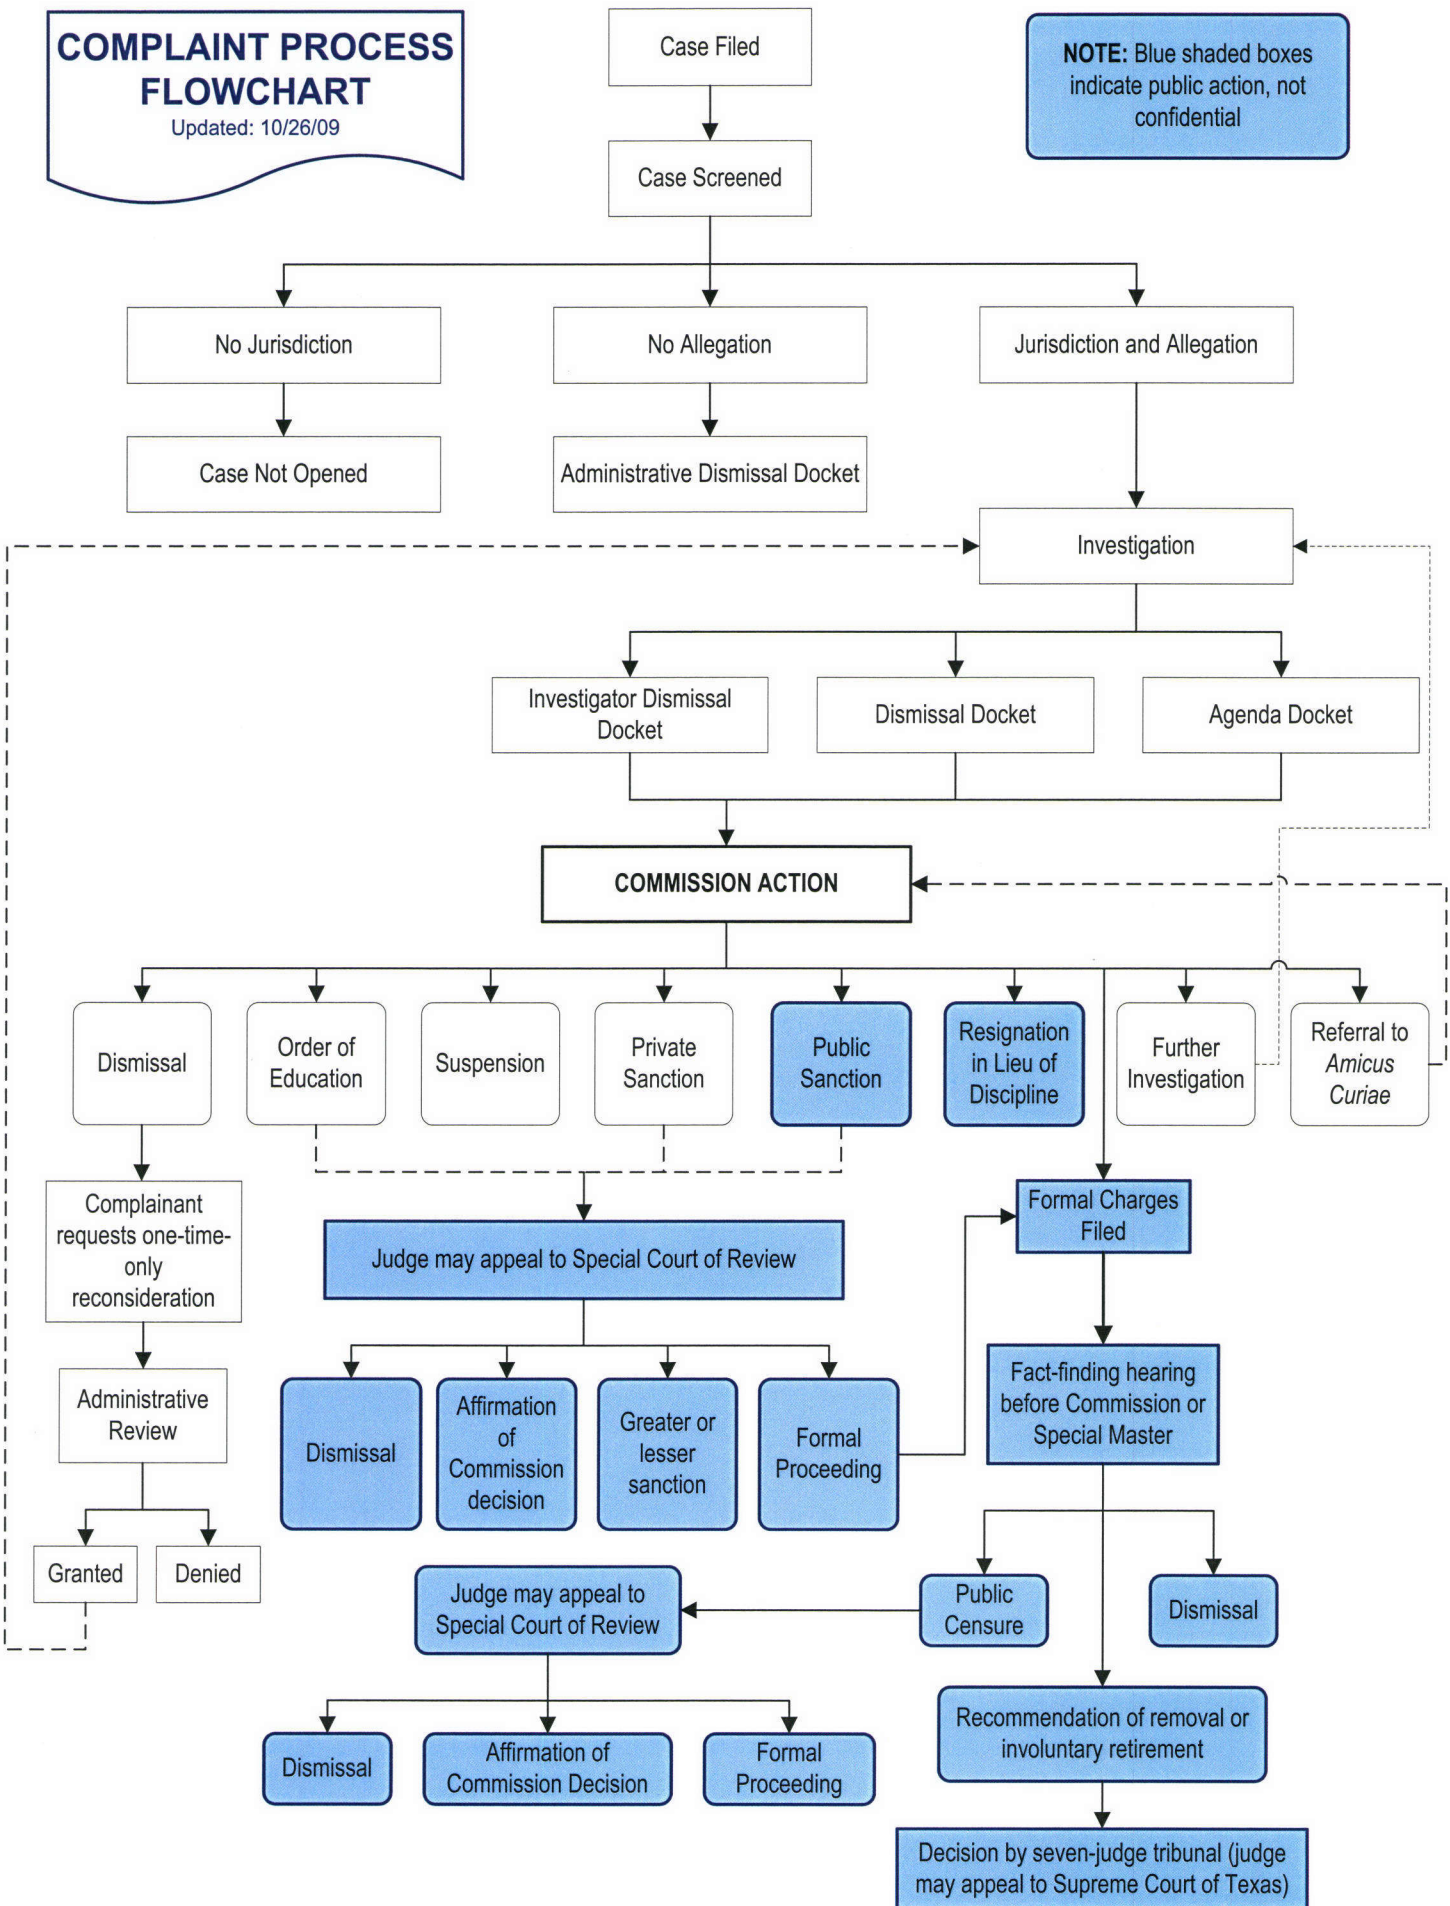 COMPLAINT PROCESS
FLOWCHART
Updated: 10/26/09
Case Filed
NOTE: Blue shaded boxes
indicate public action, not
confidential
Case Screened
No Jurisdiction
No Allegation
Jurisdiction and Allegation
Case Not Opened
Administrative Dismissal Docket
Investigation
Investigator Dismissal
Docket
Dismissal Docket
Agenda Docket
COMMISSION ACTION
Dismissal
Order of
Education
Suspension
Private
Sanction
Public
Sanction
Resignation
in Lieu of
Discipline
Further
Investigation
Referral to
Amicus
Curiae
Complainant
requests one-time-
only
reconsideration
Judge may appeal to Special Court of Review
Formal Charges
Filed
Administrative
Review
Dismissal
Affirmation
of
Commission
decision
Greater or
lesser
sanction
Formal
Proceeding
Fact-finding hearing
before Commission or
Special Master
Granted
Denied
Judge may appeal to
Special Court of Review
Public
Censure
Dismissal
Dismissal
Affirmation of
Commission Decision
Formal
Proceeding
Recommendation of removal or
involuntary retirement
Decision by seven-judge tribunal (judge
may appeal to Supreme Court of Texas)